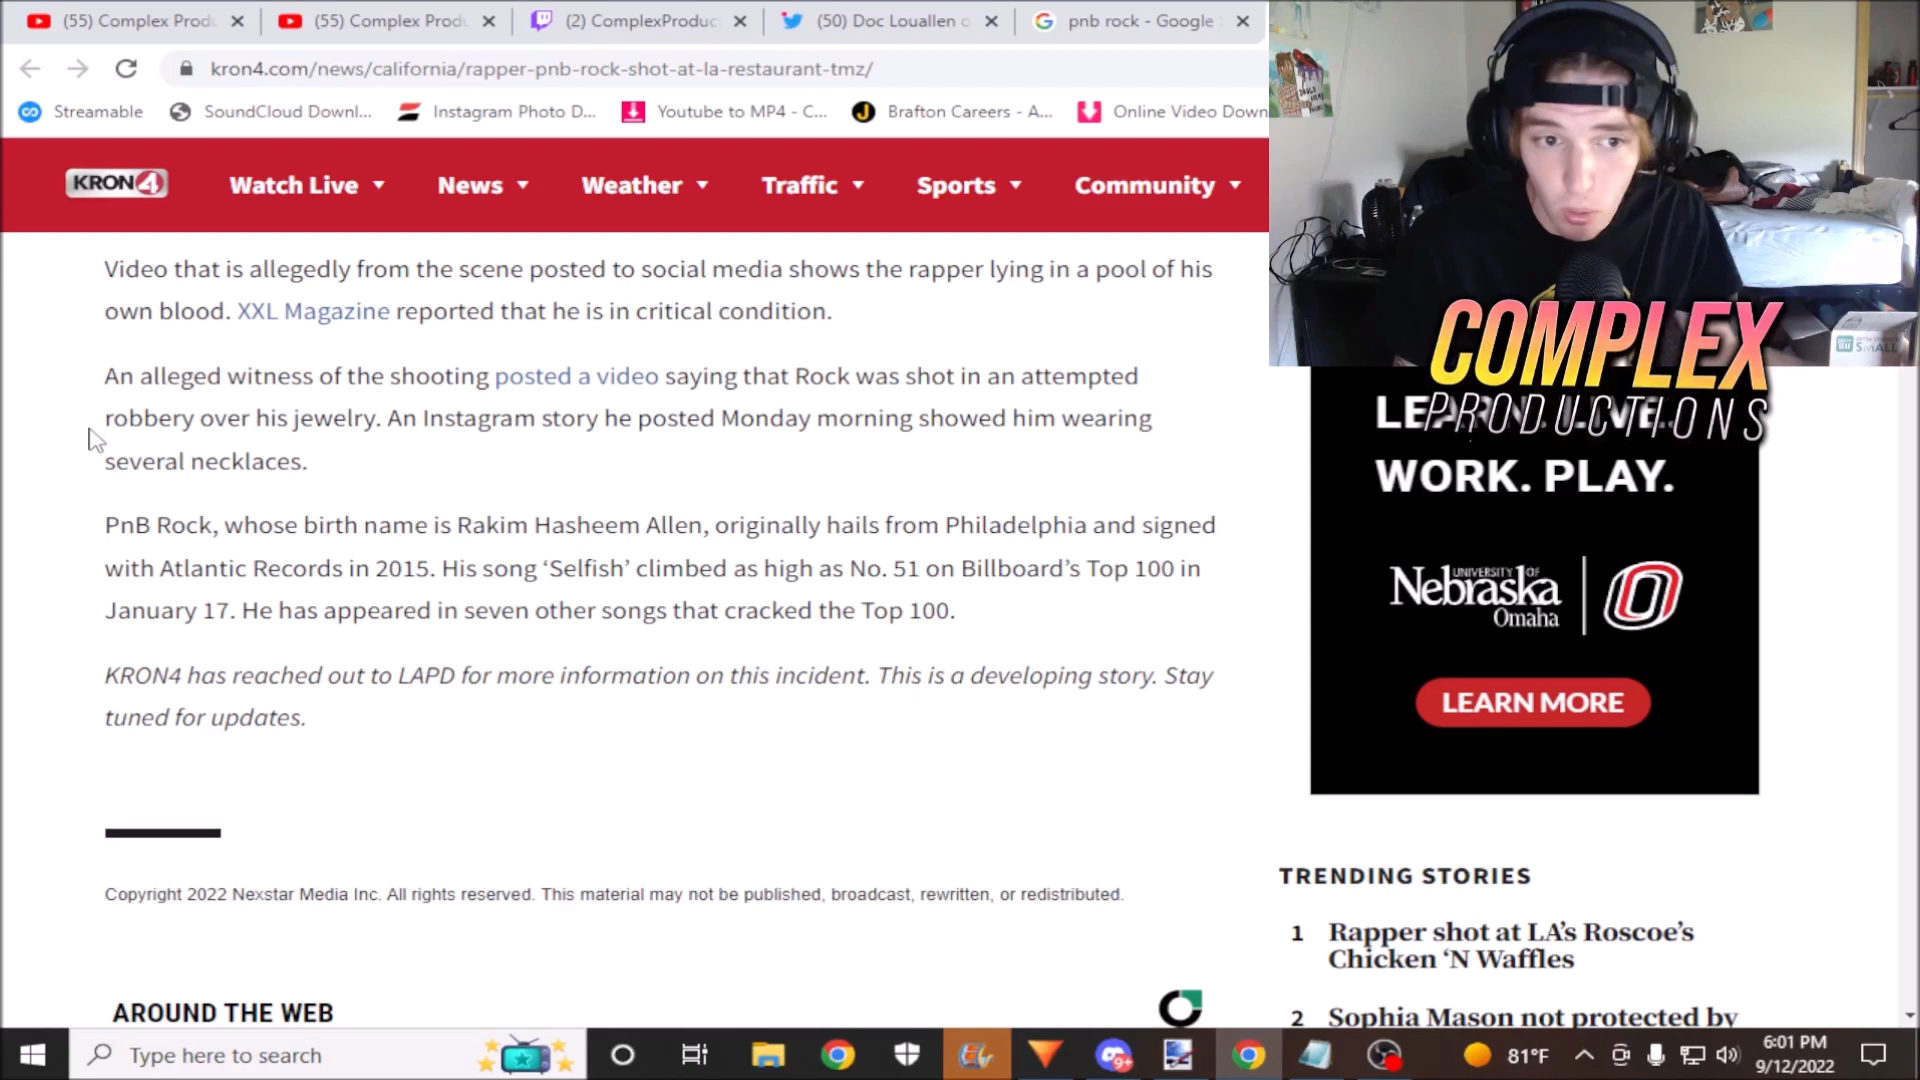 (55) Complex Produ
(55) Complex Produ
(2) ComplexProduc
(50) Doc Louallen o
pnb rock - Google
kron4.com/news/california/rapper-pnb-rock-shot-at-la-restaurant-tmz/
Streamable
SoundCloud Downl...
Instagram Photo D...
Youtube to MP4 - C...
Brafton Careers - A...
Online Video Down
KRON4
Watch Live
News
Weather
Traffic
Sports
Community
Video that is allegedly from the scene posted to social media shows the rapper lying in a pool of his
own blood. XXL Magazine reported that he is in critical condition.
An alleged witness of the shooting posted a video saying that Rock was shot in an attempted
robbery over his jewelry. An Instagram story he posted Monday morning showed him wearing
several necklaces.
PnB Rock, whose birth name is Rakim Hasheem Allen, originally hails from Philadelphia and signed
with Atlantic Records in 2015. His song ‘Selfish’ climbed as high as No. 51 on Billboard’s Top 100 in
January 17. He has appeared in seven other songs that cracked the Top 100.
KRON4 has reached out to LAPD for more information on this incident. This is a developing story. Stay
tuned for updates.
Copyright 2022 Nexstar Media Inc. All rights reserved. This material may not be published, broadcast, rewritten, or redistributed.
AROUND THE WEB
COMPLEX
PRODUCTIONS
SMALL
WORK. PLAY.
UNIVERSITY OF
Nebraska
Omaha
LEARN MORE
TRENDING STORIES
1 Rapper shot at LA’s Roscoe’s
Chicken ‘N Waffles
2 Sophia Mason not protected by
Type here to search
9+
81°F
6:01 PM
9/12/2022